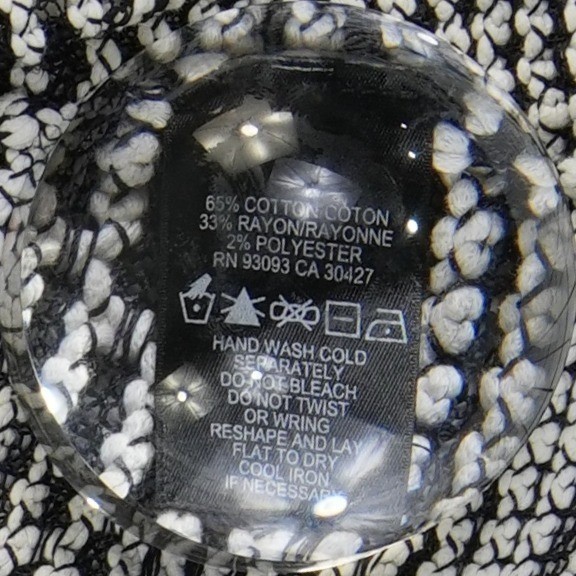 65% COTTON COTON
33% RAYON/RAYONNE
2% POLYESTER
RN 93093 CA 30427
HAND WASH COLD
SEPARATELY
DO NOT BLEACH
DO NOT TWIST
OR WRING
RESHAPE AND LAY
FLAT TO DRY
COOL IRON
IF NECESSARY